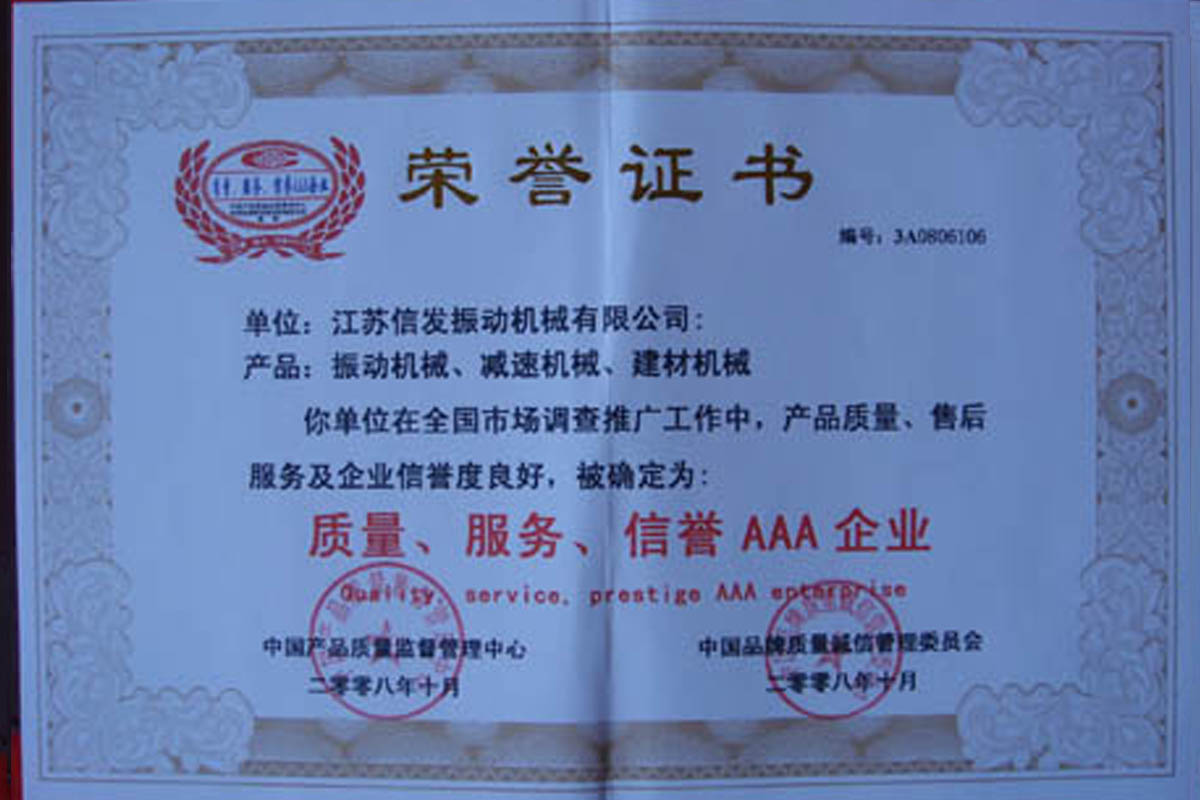 荣誉证书
编号：3A0806106
单位：江苏信发振动机械有限公司：
产品：振动机械、减速机械、建材机械
你单位在全国市场调查推广工作中，产品质量、售后
服务及企业信誉度良好，被确定为：
质量、服务、信誉 AAA 企业
Quality, service, prestige AAA enterprise
中国产品质量监督管理中心
中国品牌质量誠信管理委员会
二零零八年十月
二零零八年十月